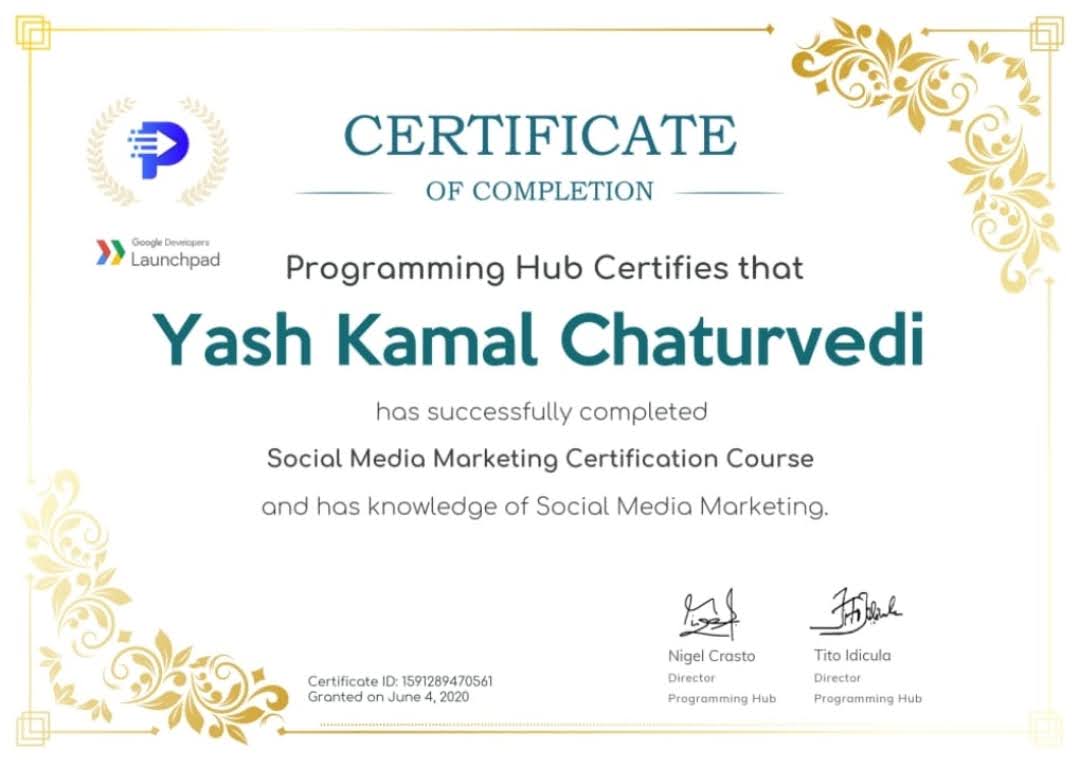 CERTIFICATE
OF COMPLETION
Google Developers
Launchpad
Programming Hub Certifies that
Yash Kamal Chaturvedi
has successfully completed
Social Media Marketing Certification Course
and has knowledge of Social Media Marketing.
Nigel Crasto
Director
Programming Hub
Tito Idicula
Director
Programming Hub
Certificate ID: 1591289470561
Granted on June 4, 2020